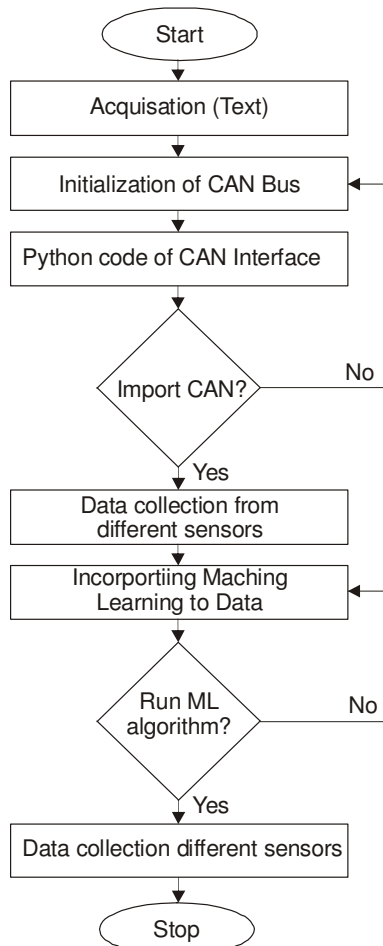 Start
Acquisation (Text)
Initialization of CAN Bus
Python code of CAN Interface
Import CAN?
No
Yes
Data collection from
different sensors
Incorportiing Maching
Learning to Data
Run ML
algorithm?
No
Yes
Data collection different sensors
Stop